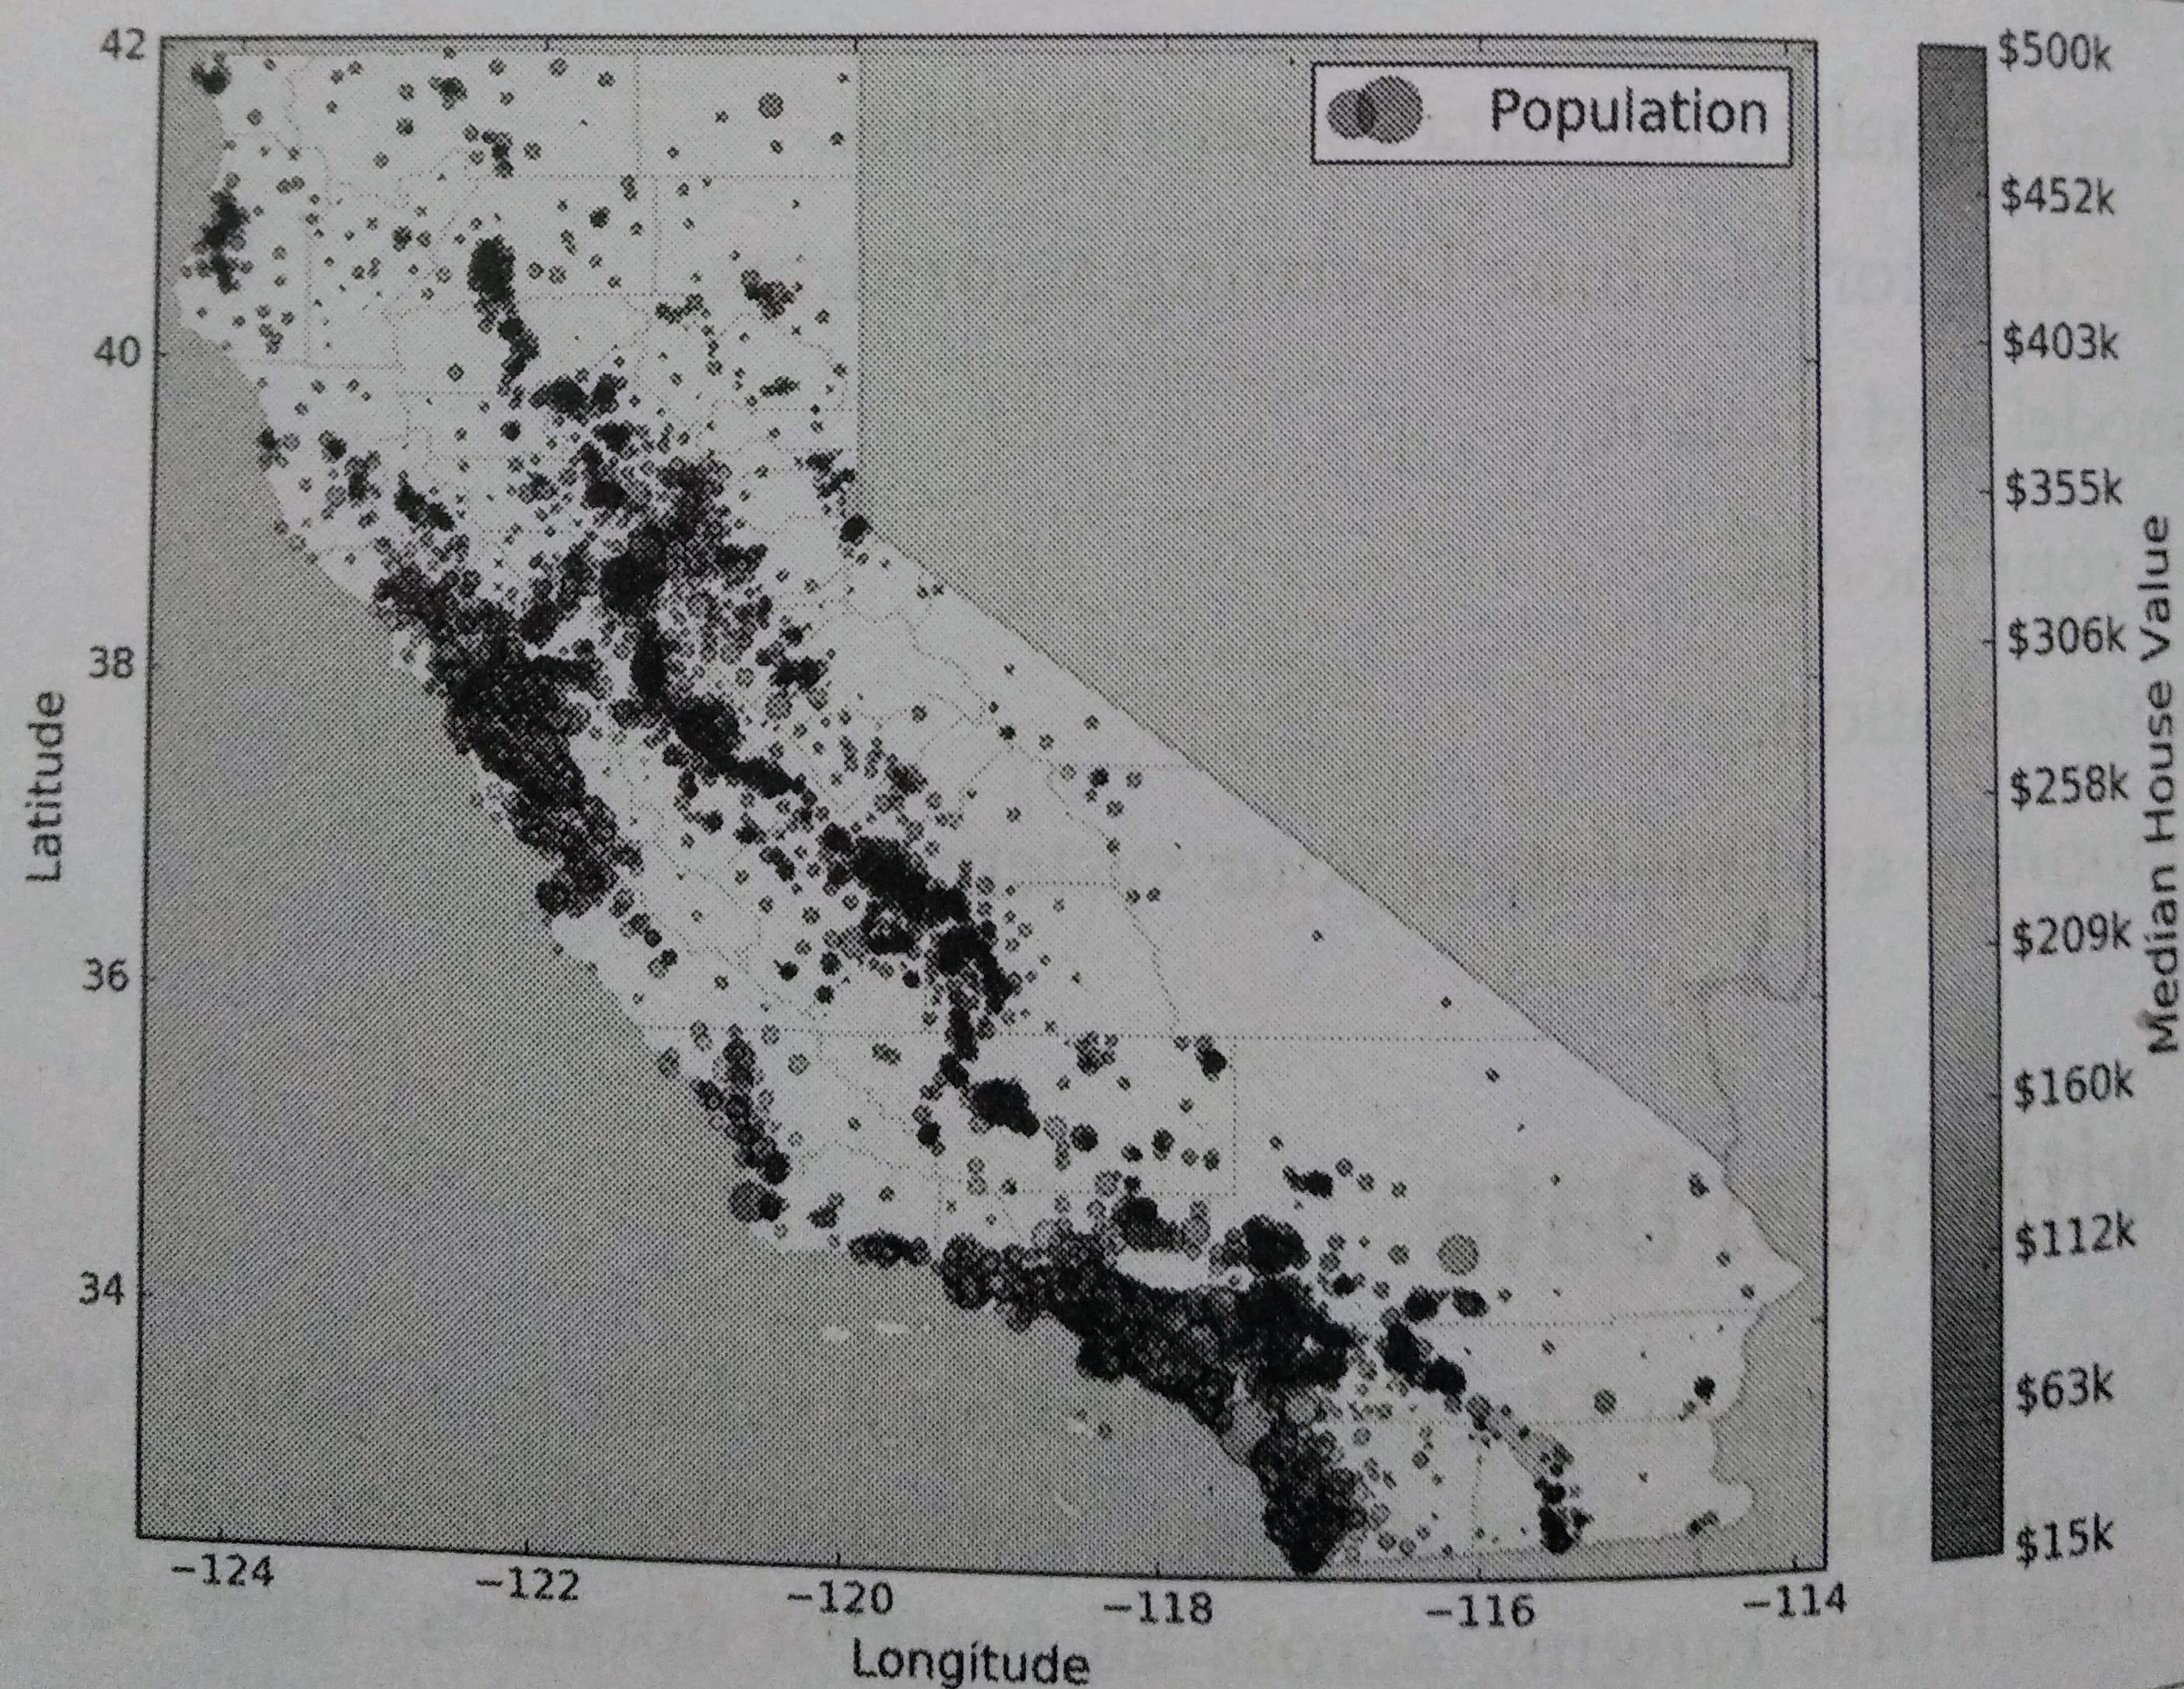 Population
42
40
38
36
34
Latitude
−124
−122
−120
−118
−116
−114
Longitude
$500k
$452k
$403k
$355k
$306k
$258k
$209k
$160k
$112k
$63k
$15k
Median House Value